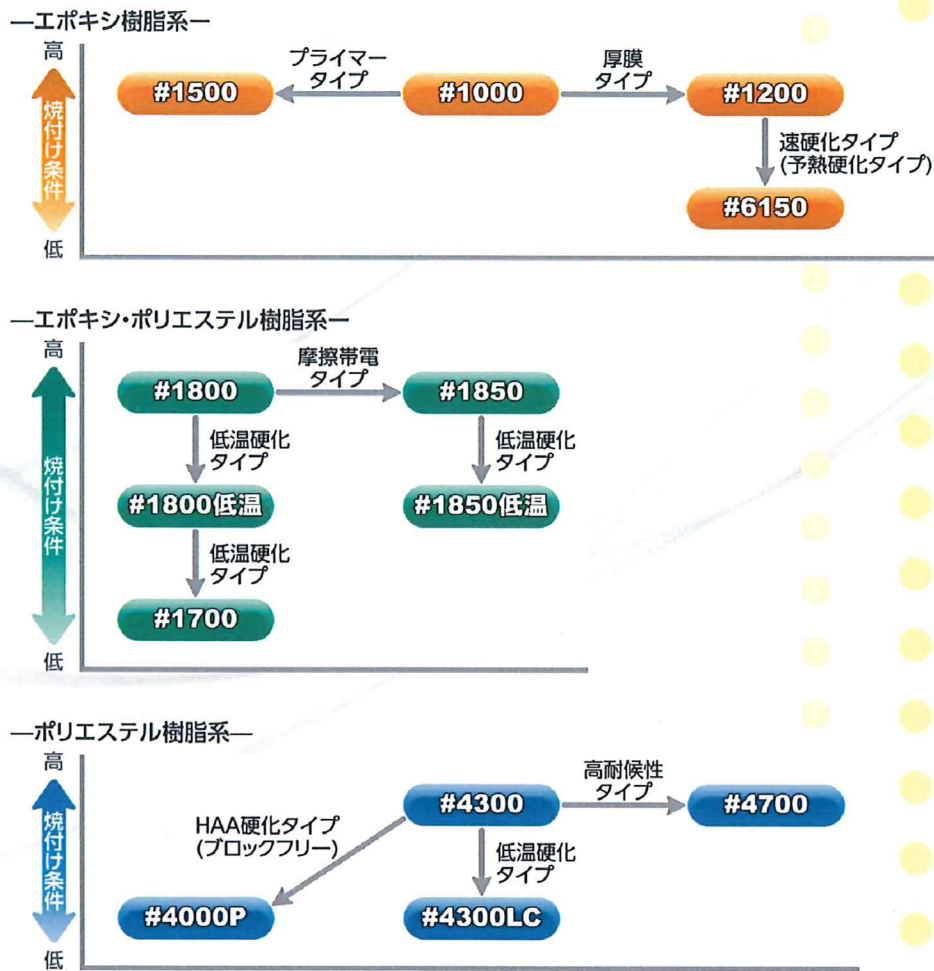 ―エポキシ樹脂系―
高
焼付け条件
低
プライマー
タイプ
厚膜
タイプ
#1500
#1000
#1200
速硬化タイプ
(予熱硬化タイプ)
#6150
―エポキシ・ポリエステル樹脂系―
高
焼付け条件
低
摩擦帯電
タイプ
#1800
#1850
低温硬化
タイプ
低温硬化
タイプ
#1800低温
#1850低温
低温硬化
タイプ
#1700
―ポリエステル樹脂系―
高
焼付け条件
低
高耐候性
タイプ
#4300
#4700
HAA硬化タイプ
(ブロックフリー)
低温硬化
タイプ
#4000P
#4300LC